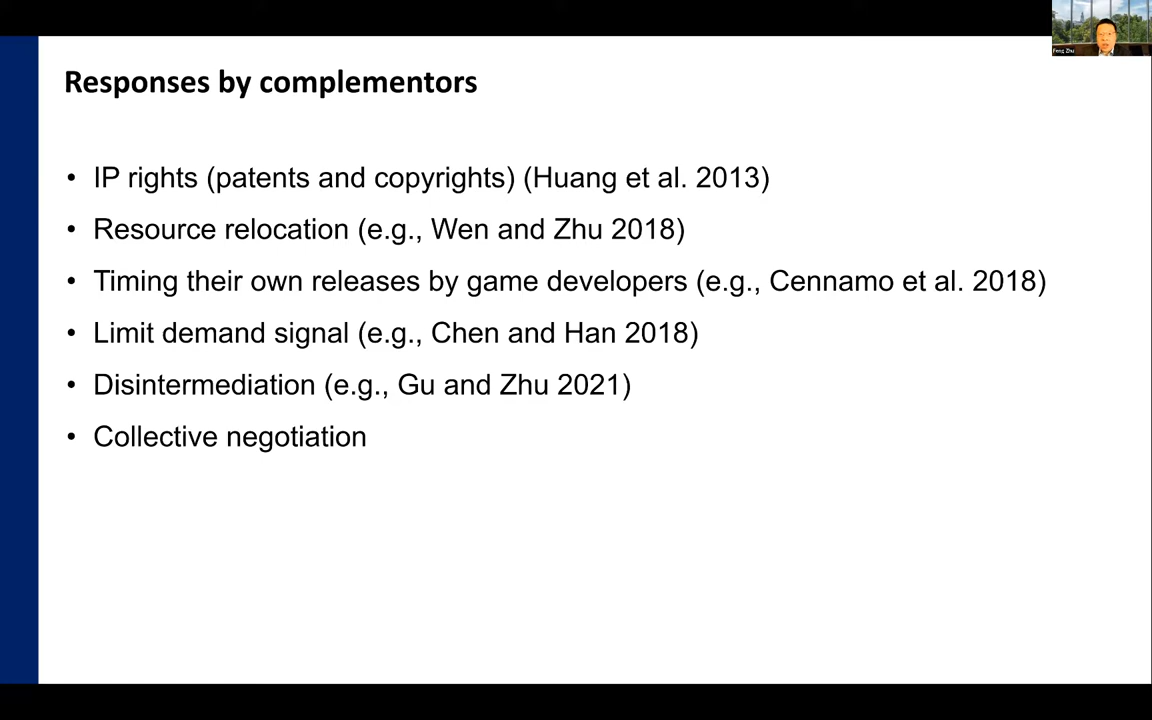 Feng Zhu
Responses by complementors
• IP rights (patents and copyrights) (Huang et al. 2013)
• Resource relocation (e.g., Wen and Zhu 2018)
• Timing their own releases by game developers (e.g., Cennamo et al. 2018)
• Limit demand signal (e.g., Chen and Han 2018)
• Disintermediation (e.g., Gu and Zhu 2021)
• Collective negotiation